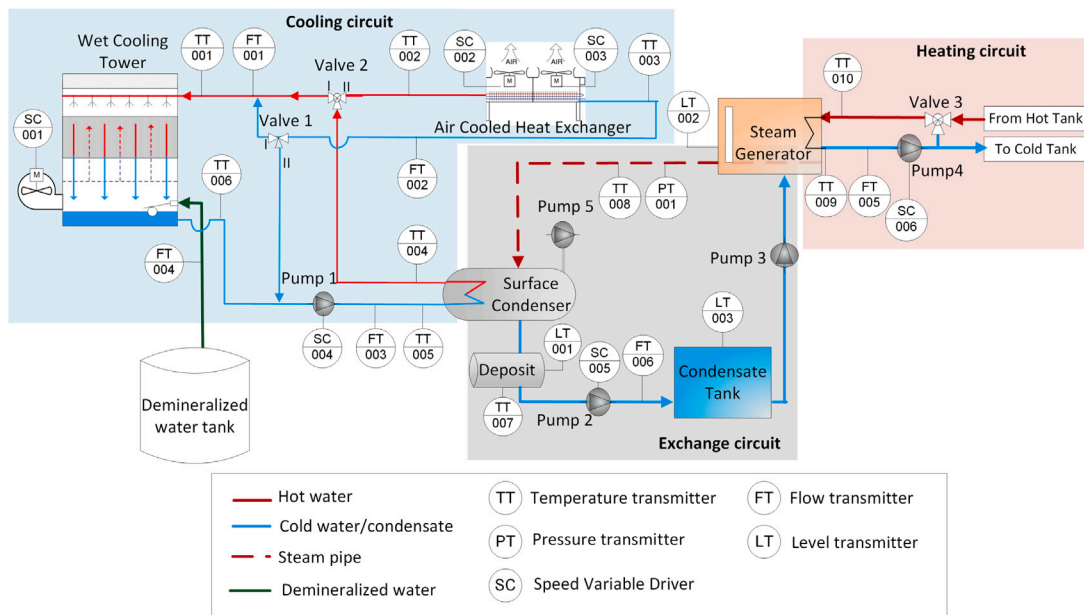 Cooling circuit
Wet Cooling
Tower
TT
001
FT
001
Valve 2
I
II
TT
002
SC
002
AIR
AIR
M
M
SC
003
TT
003
Air Cooled Heat Exchanger
Valve 1
I
II
FT
002
SC
001
M
TT
006
FT
004
TT
004
Pump 1
SC
004
FT
003
TT
005
Demineralized
water tank
Heating circuit
TT
010
Valve 3
From Hot Tank
To Cold Tank
LT
002
Steam
Generator
Pump4
TT
008
PT
001
TT
009
FT
005
SC
006
Pump 5
Pump 3
Surface
Condenser
LT
001
Deposit
TT
007
SC
005
FT
006
Pump 2
LT
003
Condensate
Tank
Exchange circuit
Hot water
Cold water/condensate
Steam pipe
Demineralized water
TT
Temperature transmitter
PT
Pressure transmitter
SC
Speed Variable Driver
FT
Flow transmitter
LT
Level transmitter